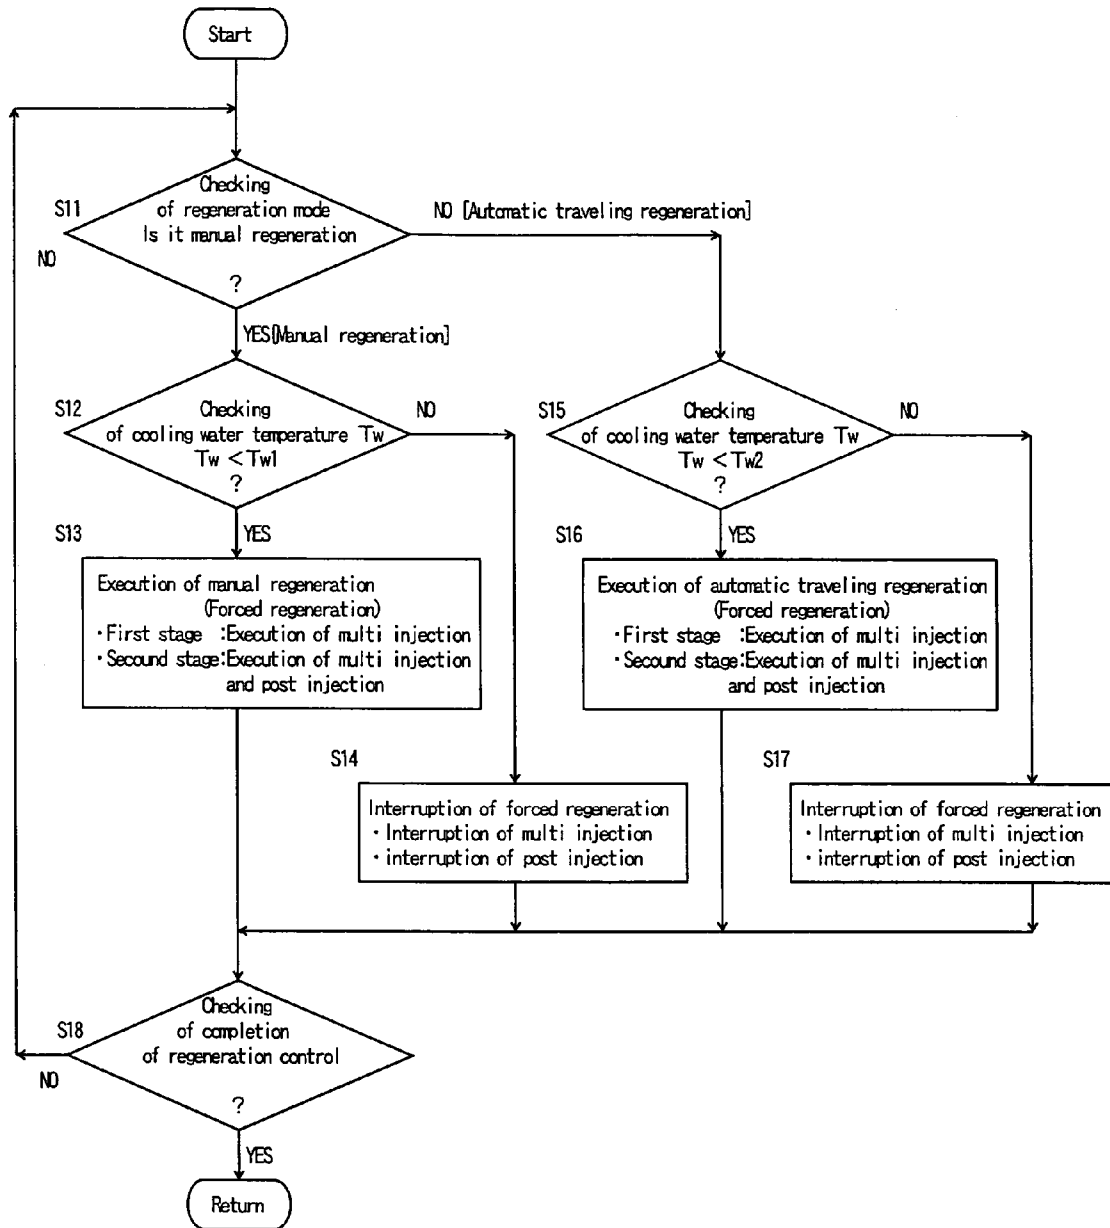 Start
Checking
of regeneration mode
Is it manual regeneration
?
S11
NO
NO [Automatic traveling regeneration]
YES[Manual regeneration]
S12
Checking
of cooling water temperature Tw
Tw <Tw1
?
NO
YES
S15
Checking
of cooling water temperature Tw
Tw <Tw2
?
NO
YES
S13
Execution of manual regeneration
(Forced regeneration)
・First stage :Execution of multi injection
・Secound stage:Execution of multi injection
and post injection
S16
Execution of automatic traveling regeneration
(Forced regeneration)
・First stage :Execution of multi injection
・Secound stage:Execution of multi injection
and post injection
S14
Interruption of forced regeneration
・Interruption of multi injection
・interruption of post injection
S17
Interruption of forced regeneration
・Interruption of multi injection
・interruption of post injection
S18
Checking
of completion
of regeneration control
?
NO
YES
Return